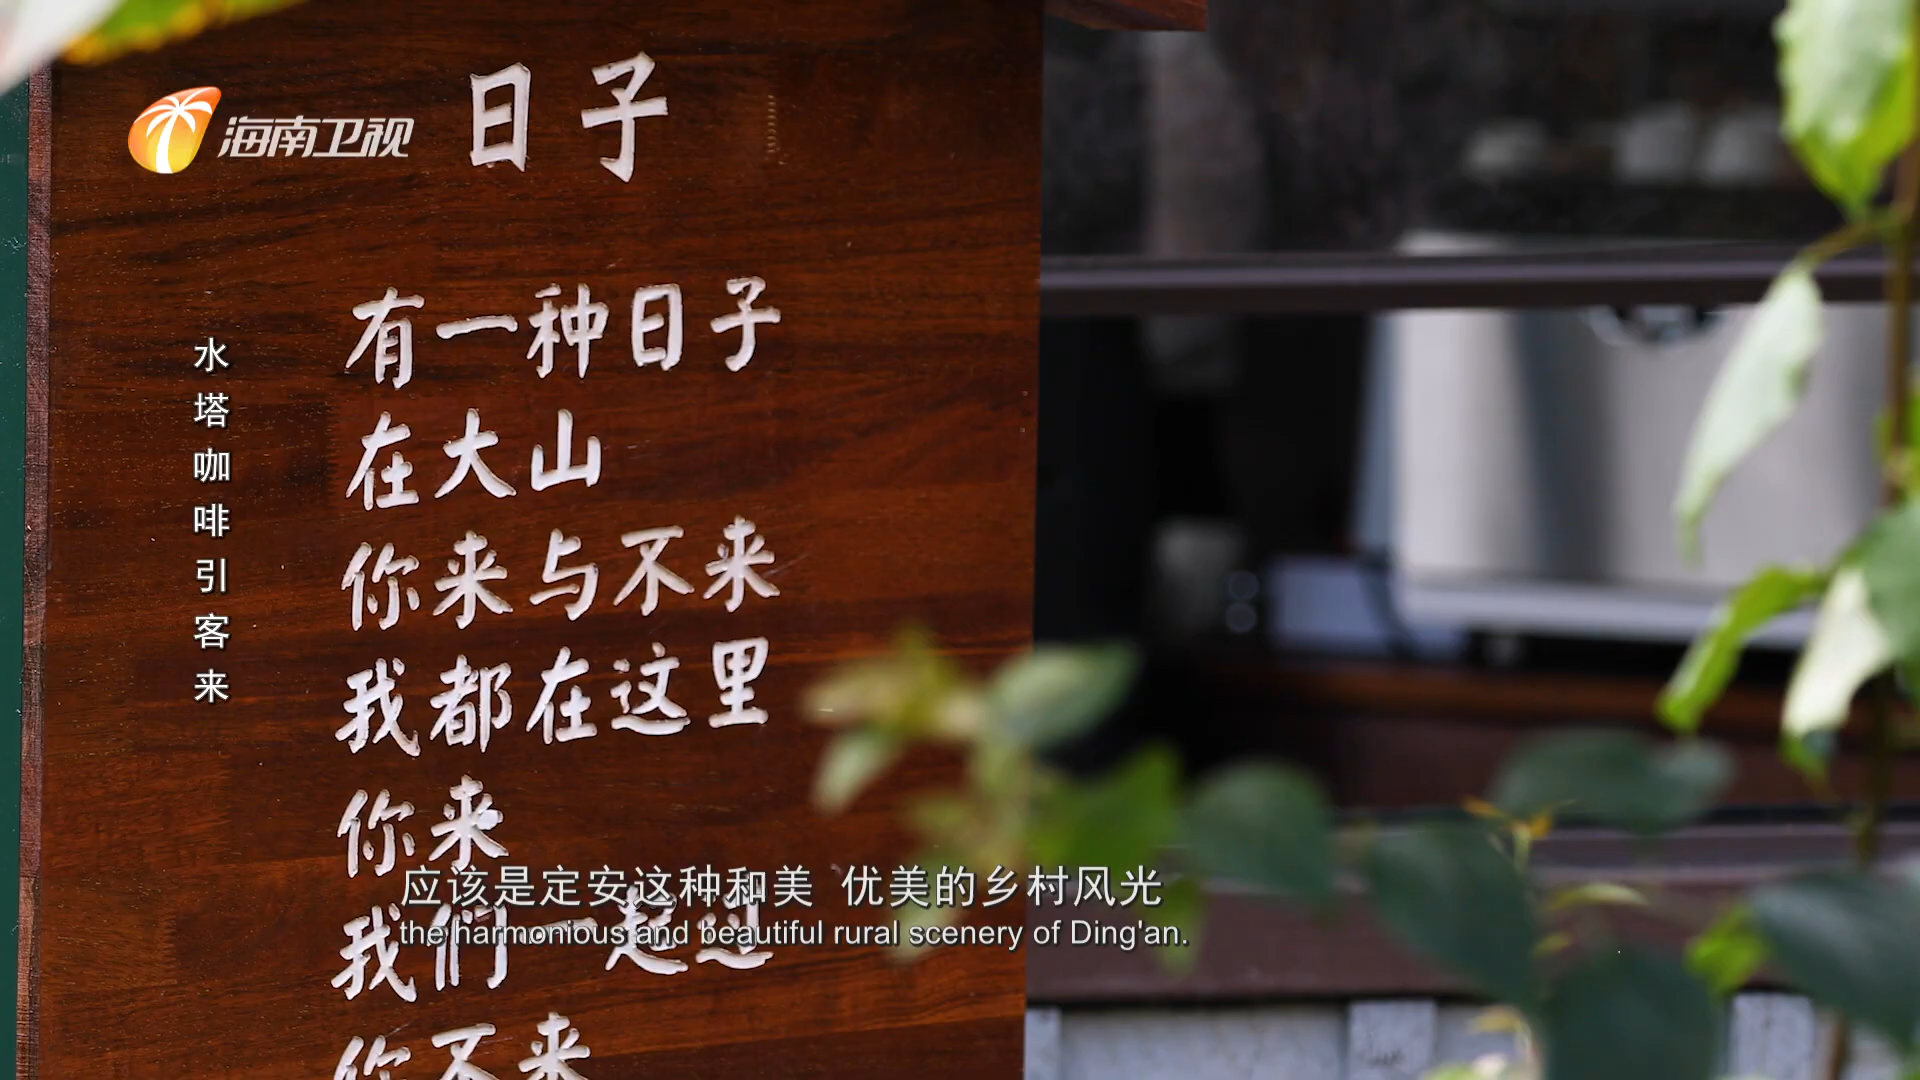 海南卫视
日子
有一种日子
在大山
你来与不来
我都在这里
你来
我们一起过
你不来
水塔咖啡引客来
应该是定安这种和美 优美的乡村风光
the harmonious and beautiful rural scenery of Ding'an.